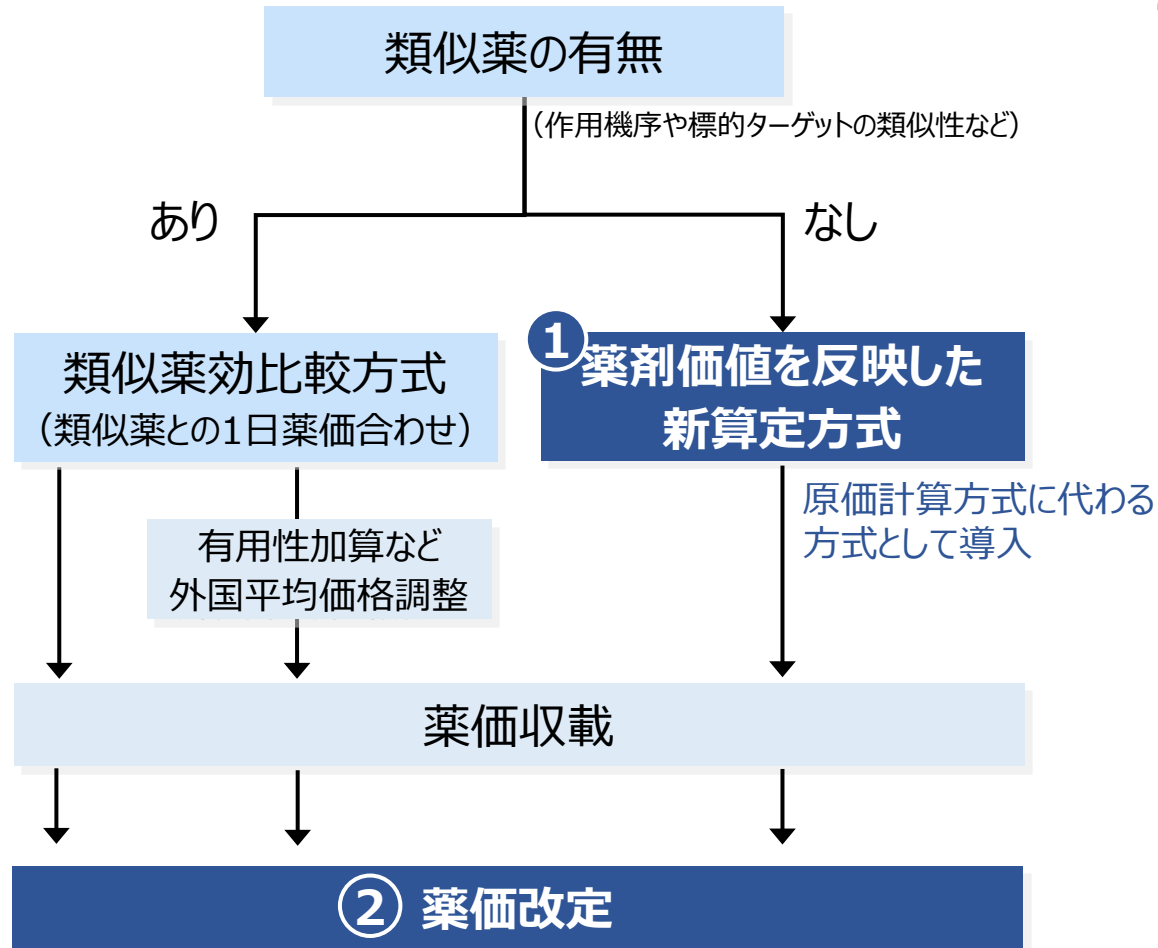 類似薬の有無
（作用機序や標的ターゲットの類似性など）
あり
なし
類似薬効比較方式
（類似薬との1日薬価合わせ）
1
薬剤価値を反映した
新算定方式
原価計算方式に代わる
方式として導入
有用性加算など
外国平均価格調整
薬価収載
② 薬価改定